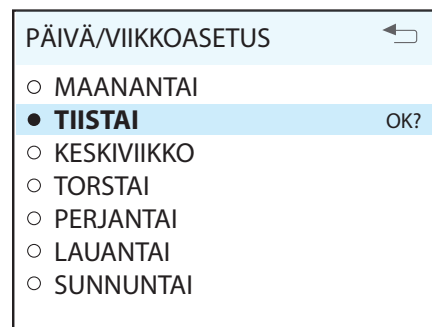 PÄIVÄ/VIIKKOASETUS
MAANANTAI
TIISTAI OK?
KESKIVIIKKO
TORSTAI
PERJANTAI
LAUANTAI
SUNNUNTAI